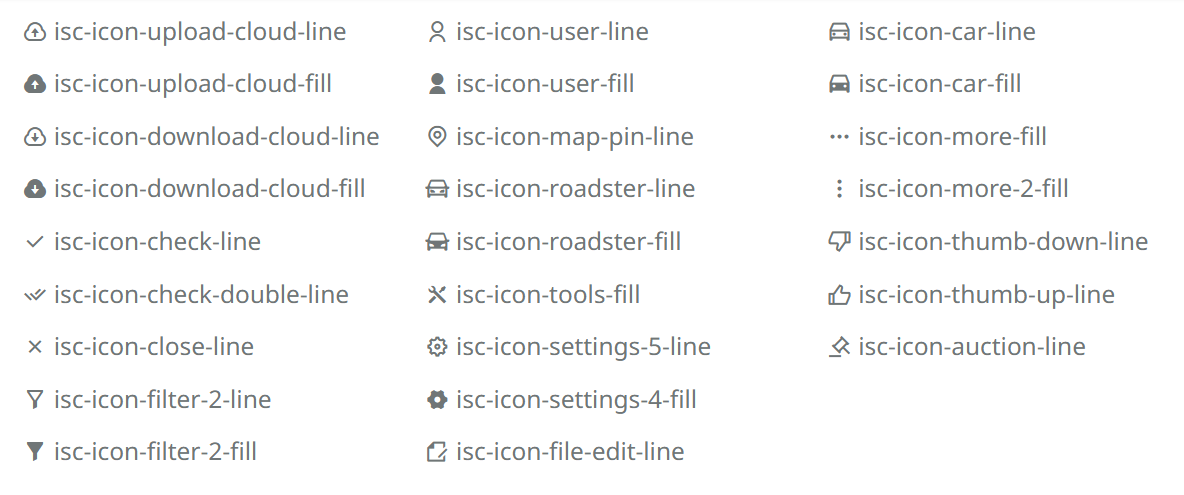 isc-icon-upload-cloud-line
isc-icon-upload-cloud-fill
isc-icon-download-cloud-line
isc-icon-download-cloud-fill
isc-icon-check-line
isc-icon-check-double-line
isc-icon-close-line
isc-icon-filter-2-line
isc-icon-filter-2-fill
isc-icon-user-line
isc-icon-user-fill
isc-icon-map-pin-line
isc-icon-roadster-line
isc-icon-roadster-fill
isc-icon-tools-fill
isc-icon-settings-5-line
isc-icon-settings-4-fill
isc-icon-file-edit-line
isc-icon-car-line
isc-icon-car-fill
isc-icon-more-fill
isc-icon-more-2-fill
isc-icon-thumb-down-line
isc-icon-thumb-up-line
isc-icon-auction-line